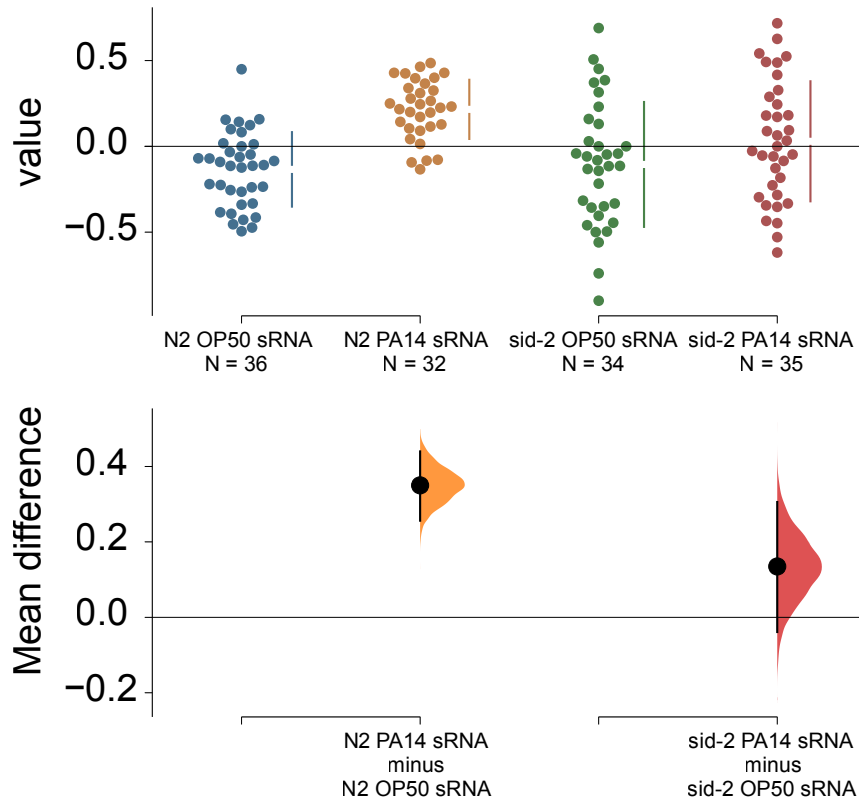 value
0.5
0.0
−0.5
N2 OP50 sRNA
N = 36
N2 PA14 sRNA
N = 32
sid-2 OP50 sRNA
N = 34
sid-2 PA14 sRNA
N = 35
Mean difference
0.4
0.2
0.0
−0.2
N2 PA14 sRNA
minus
N2 OP50 sRNA
sid-2 PA14 sRNA
minus
sid-2 OP50 sRNA